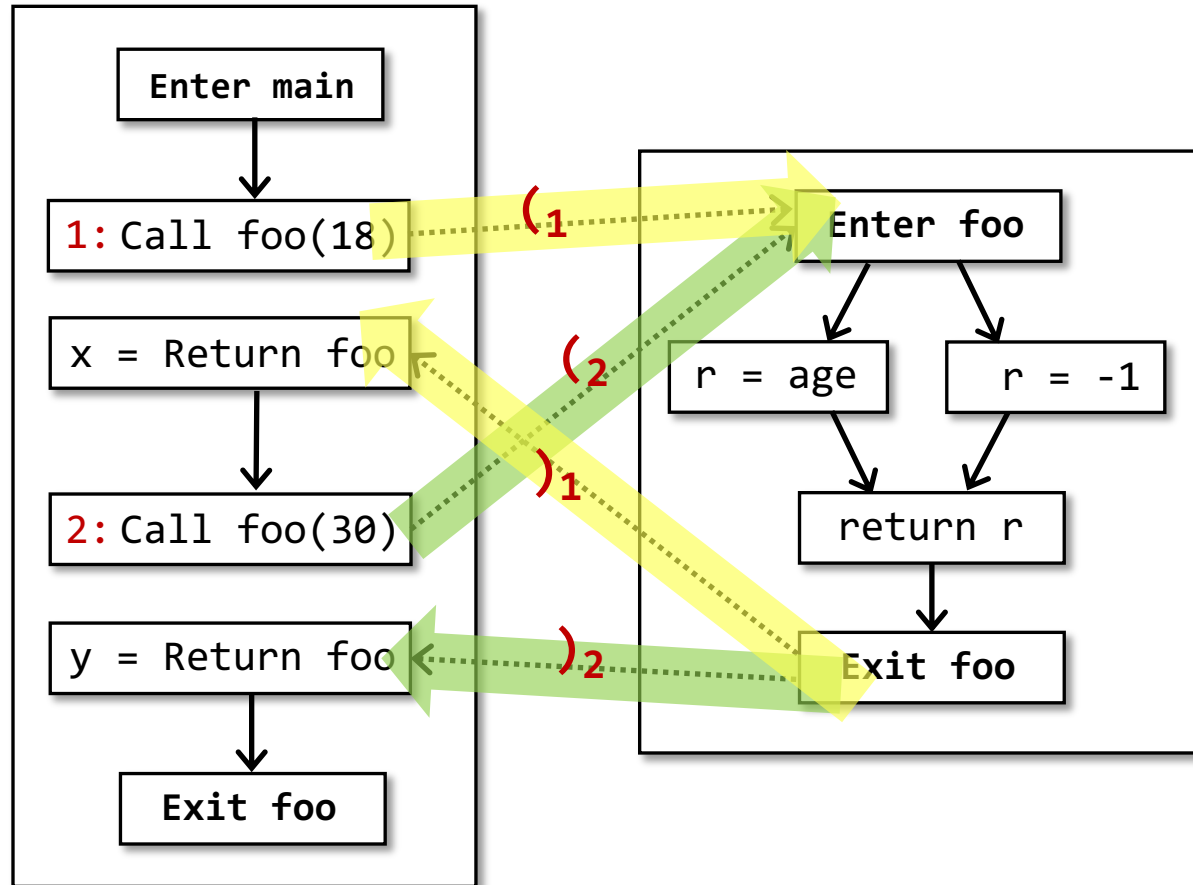 Enter main
1: Call foo(18)
x = Return foo
2: Call foo(30)
y = Return foo
Exit foo
(1
(2
)1
)2
Enter foo
r = age
r = -1
return r
Exit foo